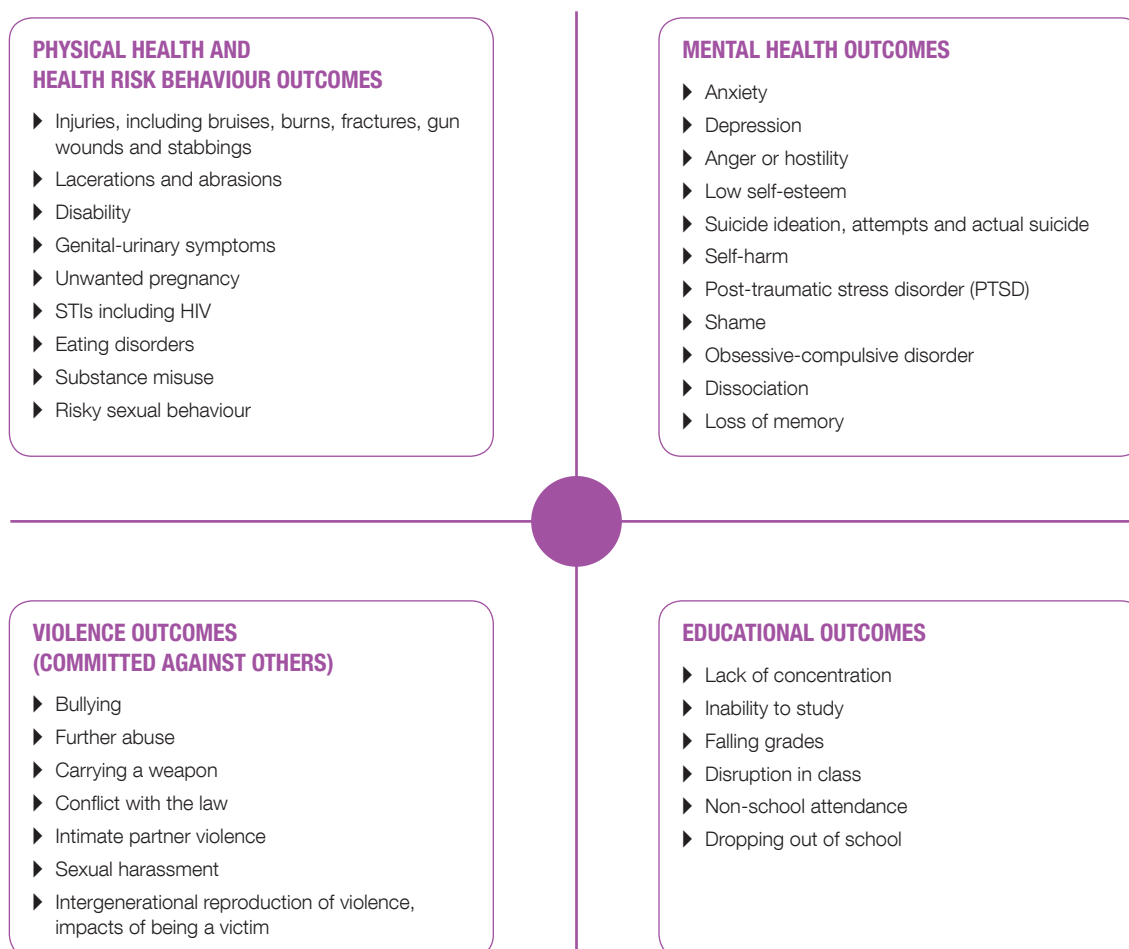 PHYSICAL HEALTH AND
HEALTH RISK BEHAVIOUR OUTCOMES
Injuries, including bruises, burns, fractures, gun
wounds and stabbings
Lacerations and abrasions
Disability
Genital-urinary symptoms
Unwanted pregnancy
STIs including HIV
Eating disorders
Substance misuse
Risky sexual behaviour
MENTAL HEALTH OUTCOMES
Anxiety
Depression
Anger or hostility
Low self-esteem
Suicide ideation, attempts and actual suicide
Self-harm
Post-traumatic stress disorder (PTSD)
Shame
Obsessive-compulsive disorder
Dissociation
Loss of memory
VIOLENCE OUTCOMES
(COMMITTED AGAINST OTHERS)
Bullying
Further abuse
Carrying a weapon
Conflict with the law
Intimate partner violence
Sexual harassment
Intergenerational reproduction of violence,
impacts of being a victim
EDUCATIONAL OUTCOMES
Lack of concentration
Inability to study
Falling grades
Disruption in class
Non-school attendance
Dropping out of school